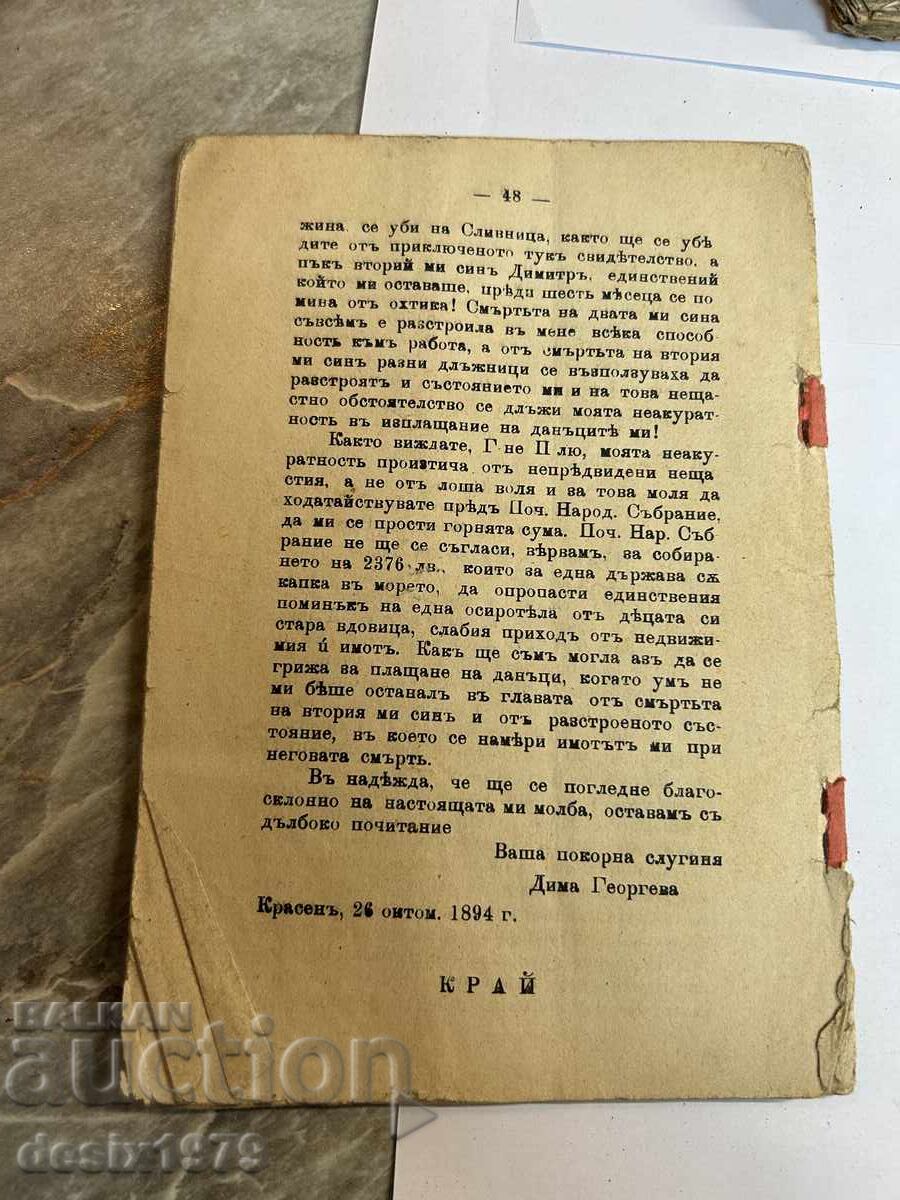 — 48 —
жина се уби на Сливница, както ще се убѣ
дите отъ приключеното тукъ свидѣтелство, а
пъкъ вторий ми синъ Димитръ, единствений
който ми оставаше, прѣди шесть мѣсеца се по
мина отъ охтика! Смъртьта на двата ми сина
съвсѣмъ е разстроила въ мене всѣка способ-
ность къмъ работа, а отъ смъртьта на втория
ми синъ разни длъжници се възползуваха да
разстроятъ и състоянието ми и на това неща-
стно обстоятелство се длъжи моята неакурат-
ность въ изплащание на данъцитѣ ми!
Както виждате, Г-не П лю, моята неаку-
ратность произтича отъ непрѣдвидени неща
стия, а не отъ лоша воля и за това моля да
ходатайствувате прѣдъ Поч. Народ. Събрание,
да ми се прости горнята сума. Поч. Нар. Съб
рание не ще се съгласи, вѣрвамъ, за собира-
нето на 2376 лв., които за една държава сѫ
капка въ морето, да опропасти единствения
поминъкъ на една осиротѣла отъ дѣцата си
стара вдовица, слабия приходъ отъ недвижи-
мия ѝ имотъ. Какъ ще съмъ могла азъ да се
грижа за плащане на данъци, когато умъ не
ми бѣше останалъ въ главата отъ смъртьта
на втория ми синъ и отъ разстроеното със-
тояние, въ което се намѣри имотътъ ми при
неговата смърть.
Въ надѣжда, че ще се погледне благо-
склонно на настоящата ми молба, оставамъ съ
дълбоко почитание
Ваша покорна слугиня
Дима Георгева
Красенъ, 26 октом. 1894 г.
КРАЙ
BALKAN
auction
desix1979